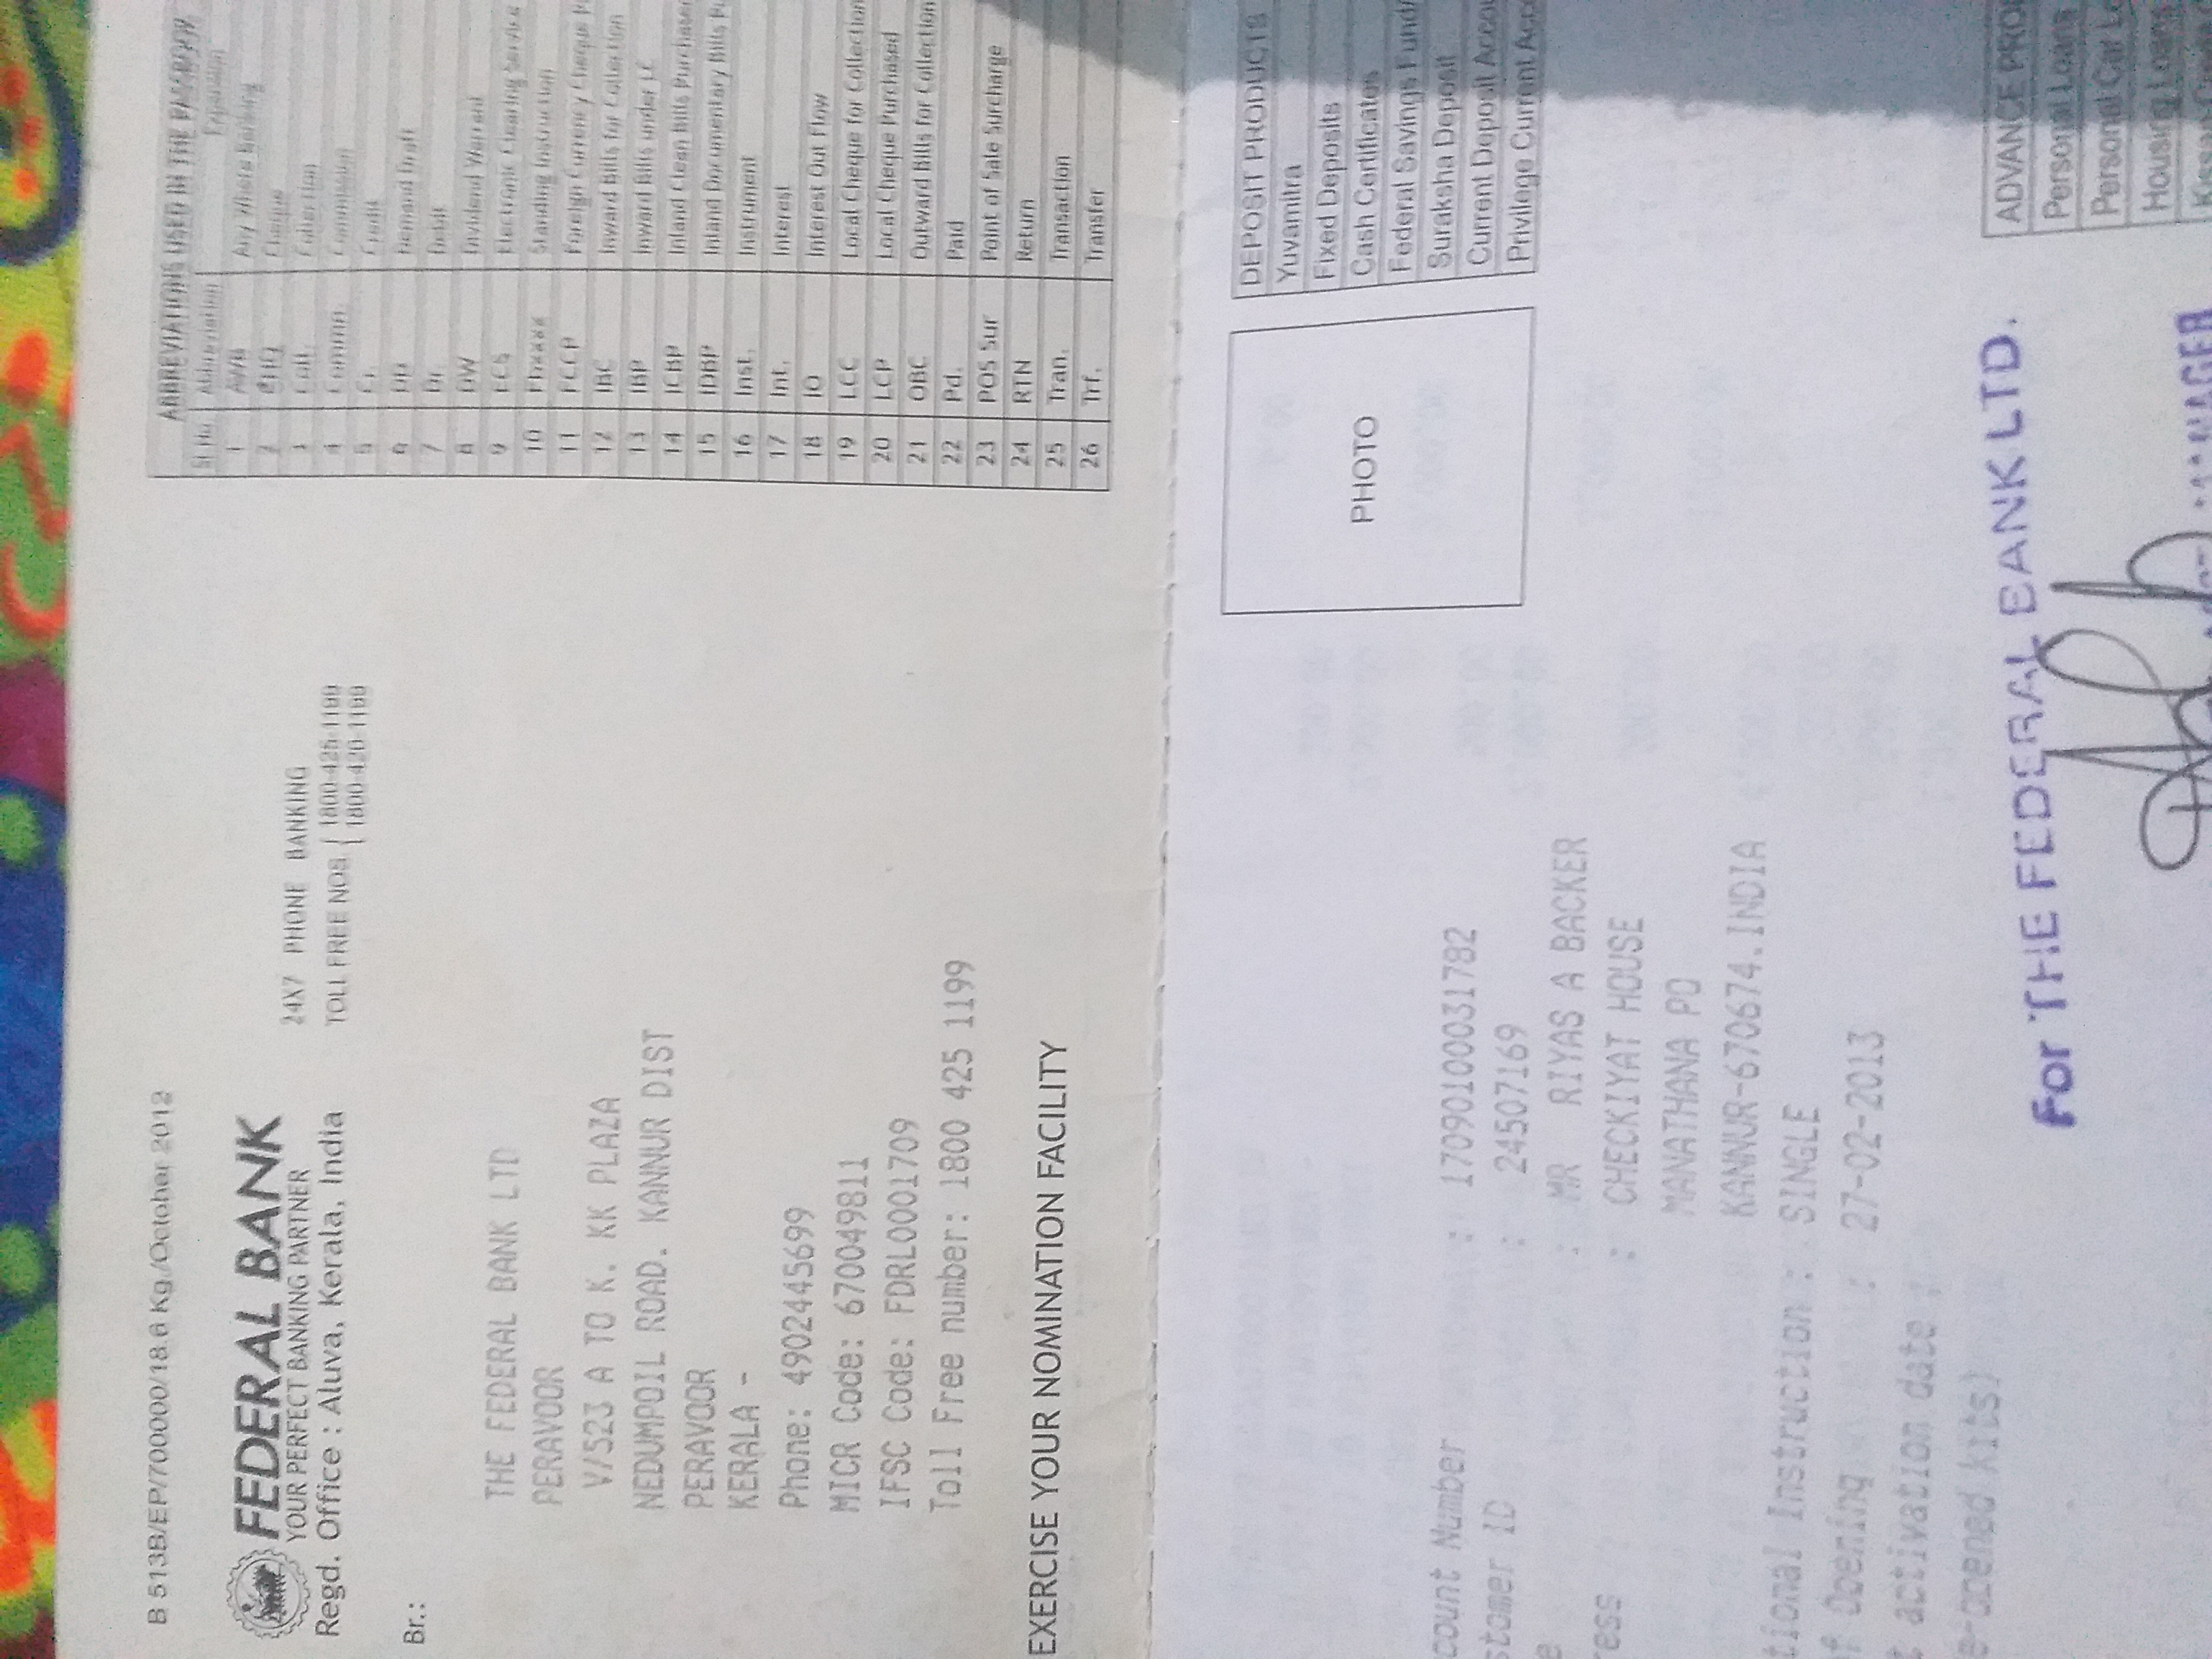 B 513B/EP/700000/18.6 Kg./October 2012
FEDERAL BANK
YOUR PERFECT BANKING PARTNER
Regd. Office : Aluva, Kerala, India
24X7 PHONE BANKING
TOLL FREE NOS 1800-425-1199
1800-420-1199
Br.:
THE FEDERAL BANK LTD
PERAVOOR
V/523 A TO K. KK PLAZA
NEDUMPOIL ROAD. KANNUR DIST
PERAVOOR
KERALA -
Phone: 4902445699
MICR Code: 670049811
IFSC Code: FDRL0001709
Toll Free number: 1800 425 1199
EXERCISE YOUR NOMINATION FACILITY
ABBREVIATIONS USED IN THE PASSBOOK
Sl.No. Abbreviation Expansion
1 AWB Any Where Banking
2 CHQ Cheque
3 Coll. Collection
4 Commn. Commission
5 Cr. Credit
6 DD Demand Draft
7 Dr. Debit
8 DW Dividend Warrant
9 ECS Electronic Clearing Service
10 Standing Instruction
11 FCCP Foreign Currency Cheque
12 IBC Inward Bills for Collection
13 IBP Inward Bills under LC
14 ICBP Inland Clean Bills Purchased
15 IDBP Inland Documentary Bills
16 Inst. Instrument
17 Int. Interest
18 IO Interest Out Flow
19 LCC Local Cheque for Collection
20 LCP Local Cheque Purchased
21 OBC Outward Bills for Collection
22 Pd. Paid
23 POS Sur Point of Sale Surcharge
24 RTN Return
25 Tran. Transaction
26 Trf. Transfer
PHOTO
DEPOSIT PRODUCTS
Yuvamitra
Fixed Deposits
Cash Certificates
Federal Savings Fund/
Suraksha Deposit
Current Deposit Accou
Privilege Current Acco
count Number : 17090100031782
stomer ID : 24507169
e : MR RIYAS A BACKER
ress : CHECKIYAT HOUSE
MANATHANA PO
KANNUR-670674.INDIA
tional Instruction : SINGLE
of Opening : 27-02-2013
t activation date :
e-opened kits)
For THE FEDERAL BANK LTD.
MANAGER
ADVANCE PRO
Personal Loans
Personal Car Lo
Housing Loans